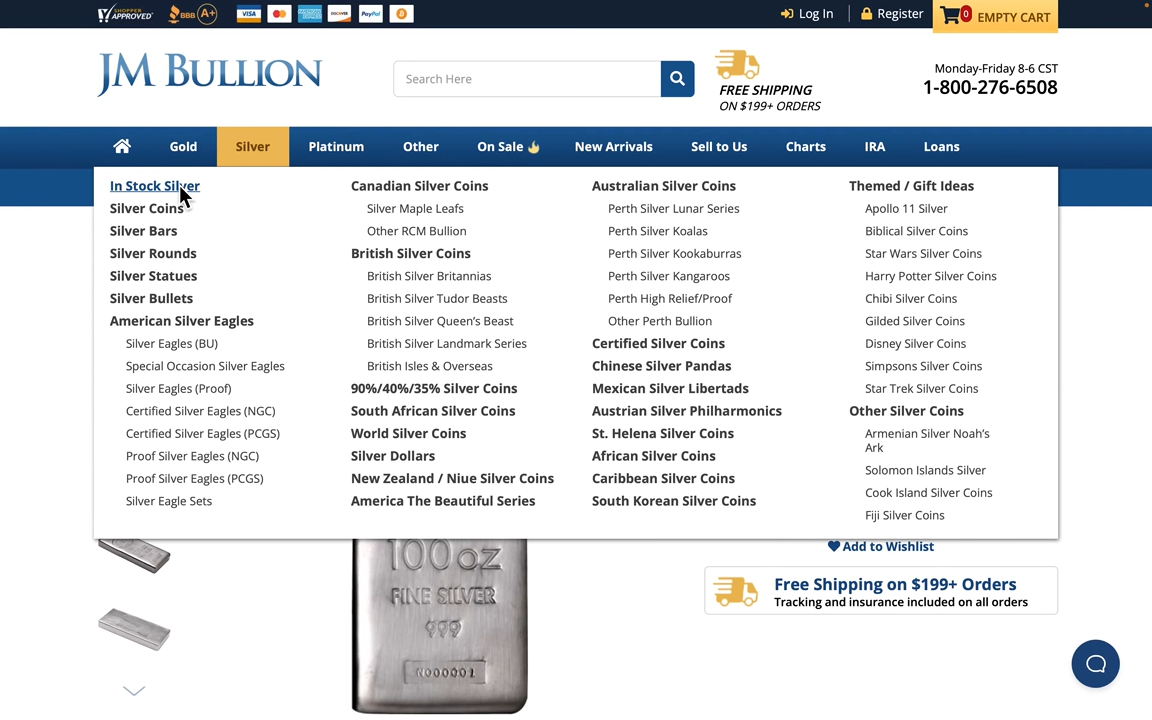 SHOPPER APPROVED
BBB A+
VISA
AMERICAN EXPRESS
DISCOVER
PayPal
Log In
Register
0
EMPTY CART
JM BULLION
Search Here
FREE SHIPPING
ON $199+ ORDERS
Monday-Friday 8-6 CST
1-800-276-6508
Gold
Silver
Platinum
Other
On Sale
New Arrivals
Sell to Us
Charts
IRA
Loans
In Stock Silver
Silver Coins
Silver Bars
Silver Rounds
Silver Statues
Silver Bullets
American Silver Eagles
Silver Eagles (BU)
Special Occasion Silver Eagles
Silver Eagles (Proof)
Certified Silver Eagles (NGC)
Certified Silver Eagles (PCGS)
Proof Silver Eagles (NGC)
Proof Silver Eagles (PCGS)
Silver Eagle Sets
Canadian Silver Coins
Silver Maple Leafs
Other RCM Bullion
British Silver Coins
British Silver Britannias
British Silver Tudor Beasts
British Silver Queen's Beast
British Silver Landmark Series
British Isles & Overseas
90%/40%/35% Silver Coins
South African Silver Coins
World Silver Coins
Silver Dollars
New Zealand / Niue Silver Coins
America The Beautiful Series
Australian Silver Coins
Perth Silver Lunar Series
Perth Silver Koalas
Perth Silver Kookaburras
Perth Silver Kangaroos
Perth High Relief/Proof
Other Perth Bullion
Certified Silver Coins
Chinese Silver Pandas
Mexican Silver Libertads
Austrian Silver Philharmonics
St. Helena Silver Coins
African Silver Coins
Caribbean Silver Coins
South Korean Silver Coins
Themed / Gift Ideas
Apollo 11 Silver
Biblical Silver Coins
Star Wars Silver Coins
Harry Potter Silver Coins
Chibi Silver Coins
Gilded Silver Coins
Disney Silver Coins
Simpsons Silver Coins
Star Trek Silver Coins
Other Silver Coins
Armenian Silver Noah's
Ark
Solomon Islands Silver
Cook Island Silver Coins
Fiji Silver Coins
100 oz
FINE SILVER
999
N000001
Add to Wishlist
Free Shipping on $199+ Orders
Tracking and insurance included on all orders